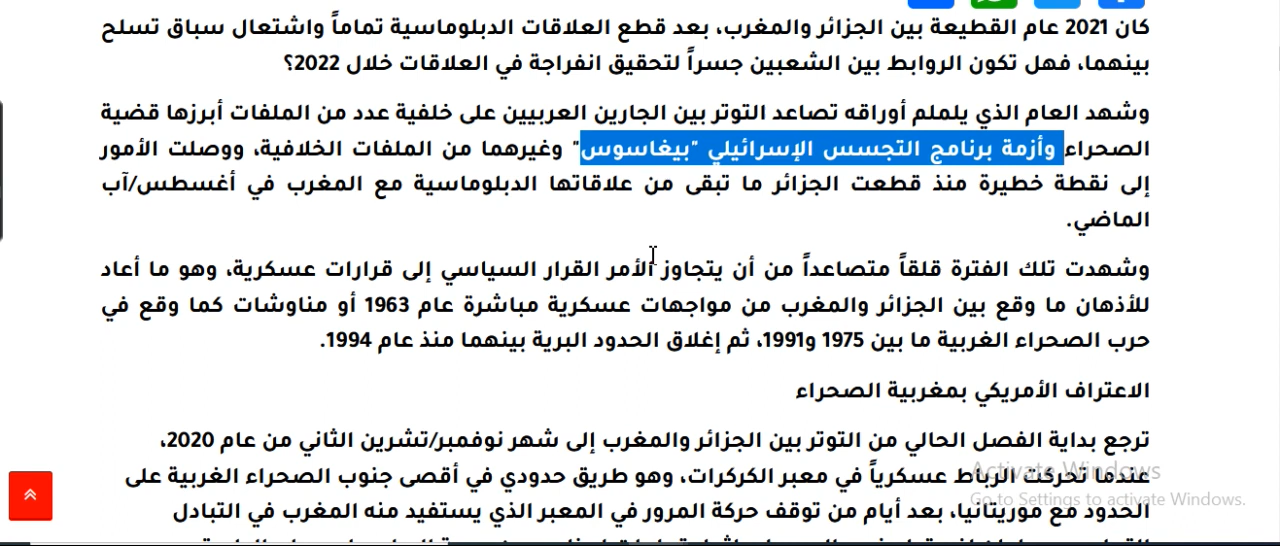 كان 2021 عام القطيعة بين الجزائر والمغرب، بعد قطع العلاقات الدبلوماسية تماماً واشتعال سباق تسلح
بينهما، فهل تكون الروابط بين الشعبين جسراً لتحقيق انفراجة في العلاقات خلال 2022؟
وشهد العام الذي يلملم أوراقه تصاعد التوتر بين الجارين العربيين على خلفية عدد من الملفات أبرزها قضية
الصحراء وأزمة برنامج التجسس الإسرائيلي "بيغاسوس" وغيرهما من الملفات الخلافية، ووصلت الأمور
إلى نقطة خطيرة منذ قطعت الجزائر ما تبقى من علاقاتها الدبلوماسية مع المغرب في أغسطس/آب
الماضي.
وشهدت تلك الفترة قلقاً متصاعداً من أن يتجاوز الأمر القرار السياسي إلى قرارات عسكرية، وهو ما أعاد
للأذهان ما وقع بين الجزائر والمغرب من مواجهات عسكرية مباشرة عام 1963 أو مناوشات كما وقع في
حرب الصحراء الغربية ما بين 1975 و1991، ثم إغلاق الحدود البرية بينهما منذ عام 1994.
الاعتراف الأمريكي بمغربية الصحراء
ترجع بداية الفصل الحالي من التوتر بين الجزائر والمغرب إلى شهر نوفمبر/تشرين الثاني من عام 2020،
عندما تحركت الرباط عسكرياً في معبر الكركرات، وهو طريق حدودي في أقصى جنوب الصحراء الغربية على
الحدود مع موريتانيا، بعد أيام من توقف حركة المرور في المعبر الذي يستفيد منه المغرب في التبادل
Activate Windows
Go to Settings to activate Windows.